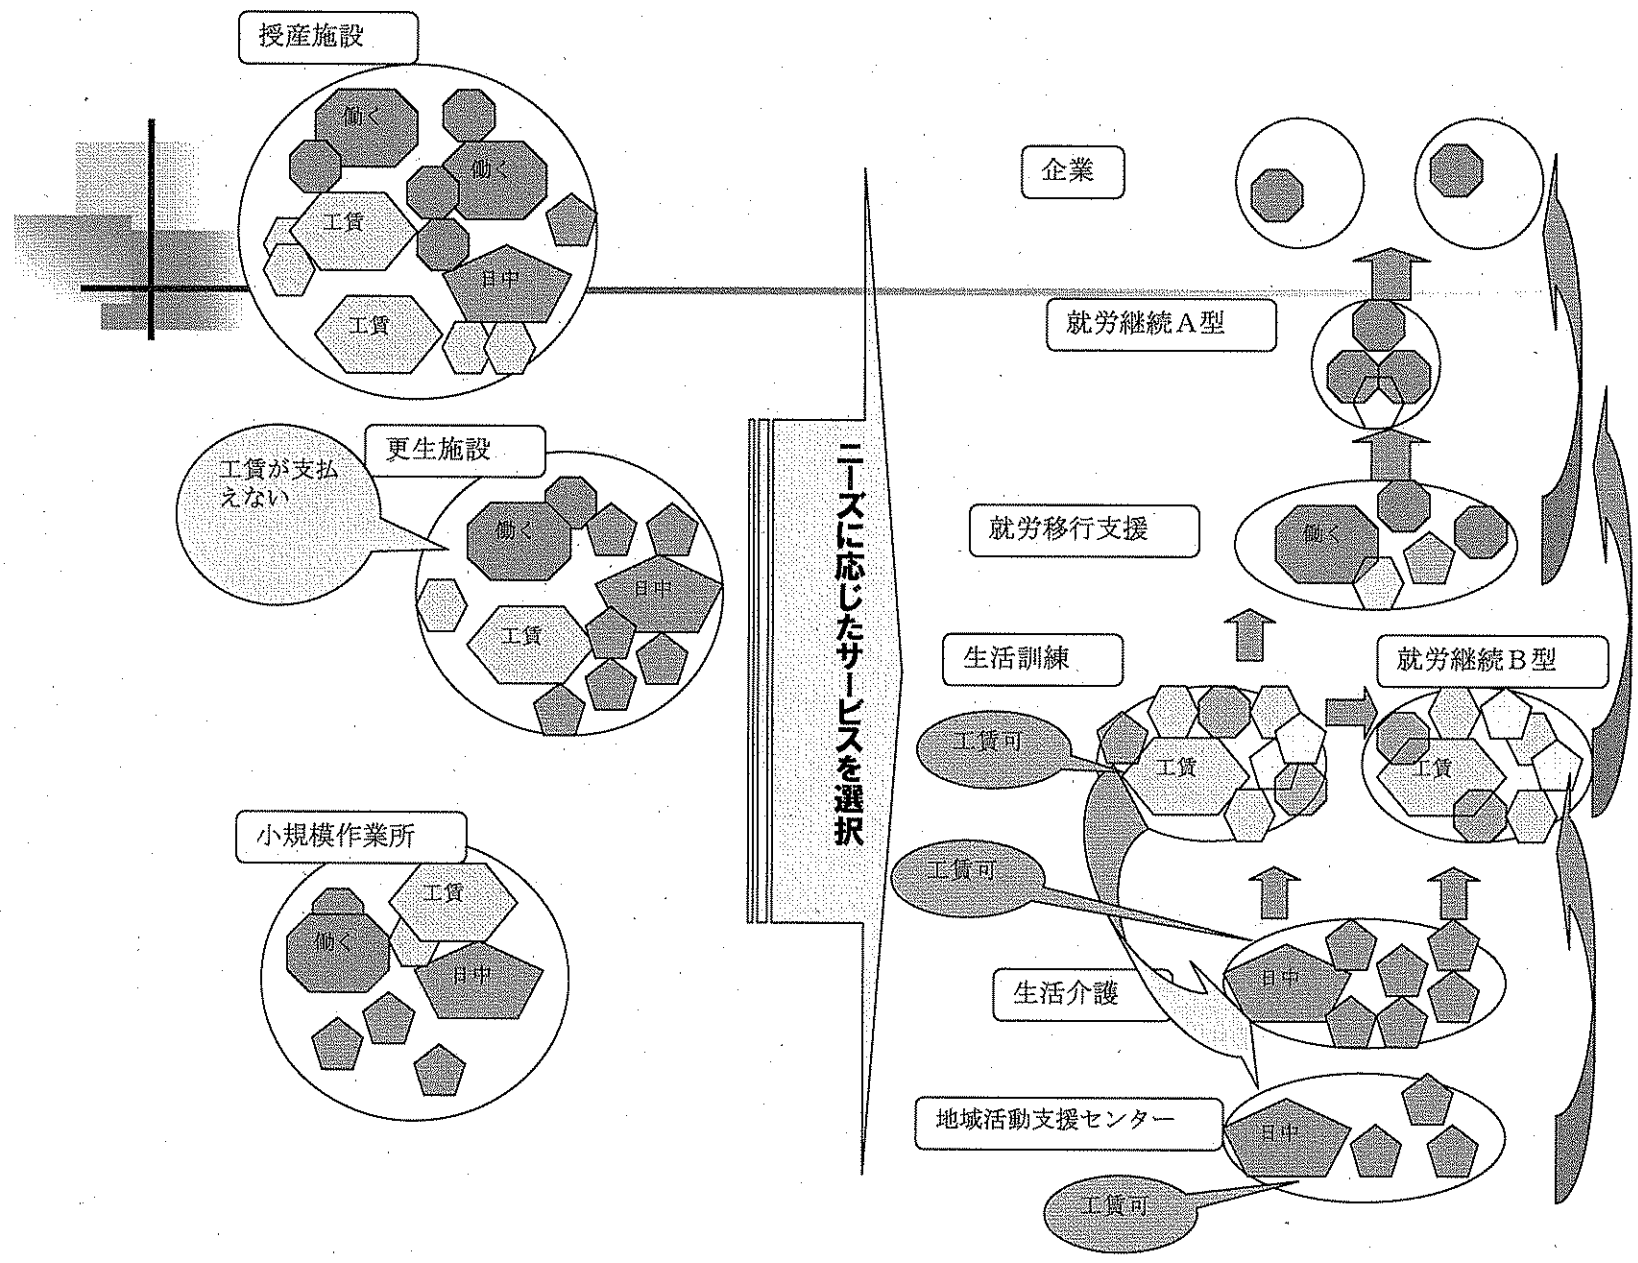 授産施設
働く
働く
工賃
日中
工賃
更生施設
工賃が支払
えない
働く
日中
工賃
小規模作業所
工賃
働く
日中
ニーズに応じたサービスを選択
企業
就労継続A型
就労移行支援
働く
生活訓練
就労継続B型
工賃可
工賃
工賃
工賃可
生活介護
日中
地域活動支援センター
日中
工賃可